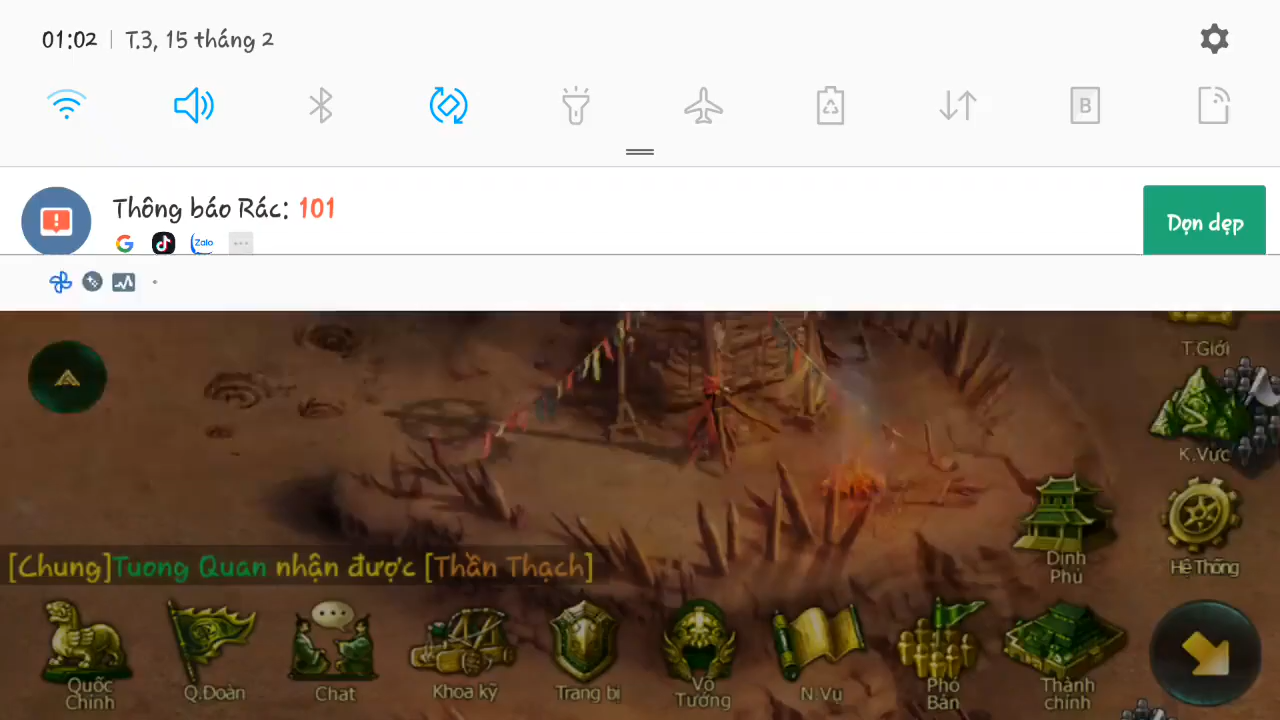 01:02 | T.3, 15 tháng 2
B
Thông báo Rác: 101
Dọn dẹp
Zalo
T.Giới
K.Vực
Dinh
Phủ
Hệ Thống
[Chung]Tuong Quan nhận được [Thần Thạch]
Quốc
Chính
Q.Đoàn
Chat
Khoa kỹ
Trang bị
Võ
Tướng
N.Vụ
Phó
Bản
Thành
chính